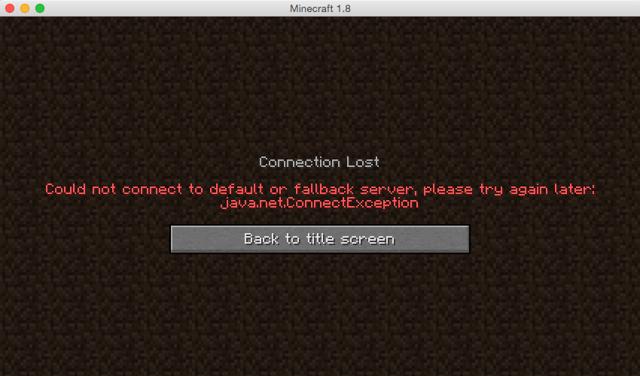 Minecraft 1.8
Connection Lost
Could not connect to default or fallback server, please try again later:
java.net.ConnectException
Back to title screen